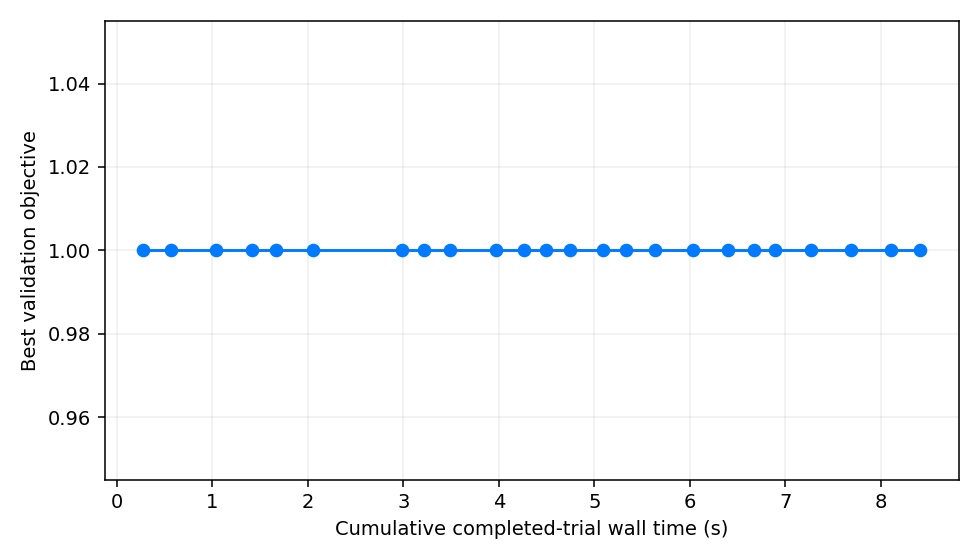 1.04
1.02
1.00
0.98
0.96
Best validation objective
0 1 2 3 4 5 6 7 8
Cumulative completed-trial wall time (s)